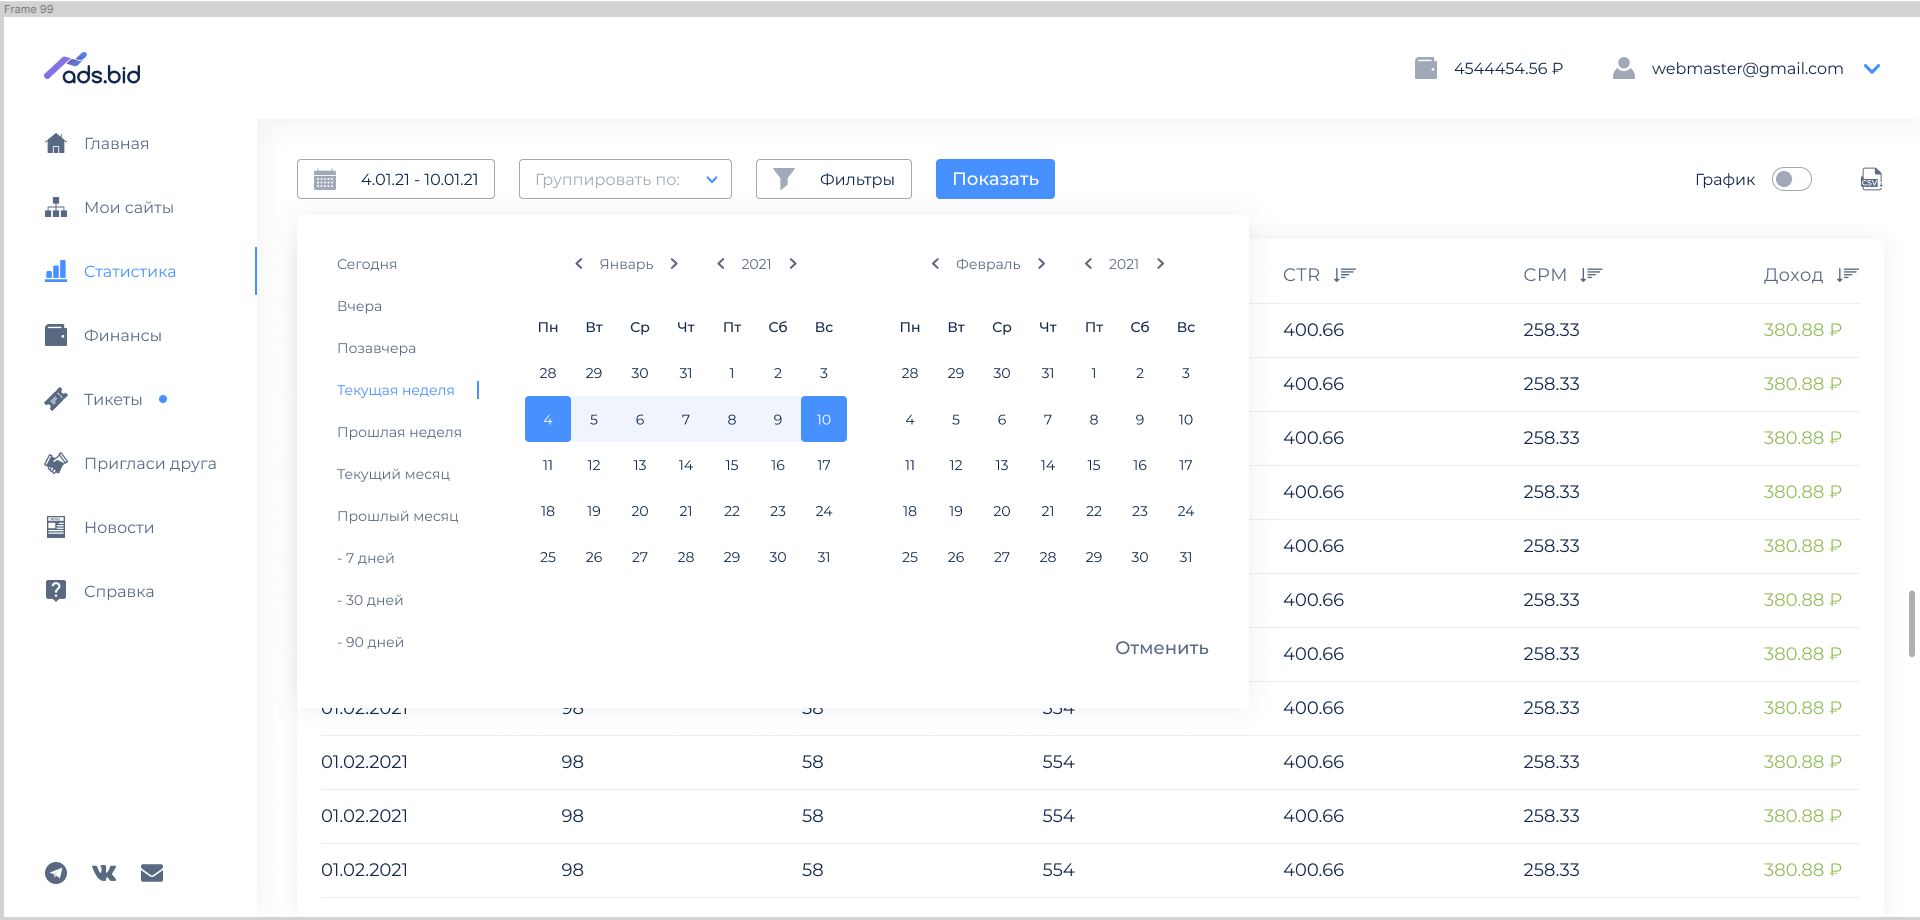 Frame 99
ads.bid
4544454.56 ₽
webmaster@gmail.com
Главная
Мои сайты
Статистика
Финансы
Тикеты
Пригласи друга
Новости
Справка
4.01.21 - 10.01.21
Группировать по:
Фильтры
Показать
График
CSV
Сегодня
Вчера
Позавчера
Текущая неделя
Прошлая неделя
Текущий месяц
Прошлый месяц
- 7 дней
- 30 дней
- 90 дней
Январь 2021
Пн Вт Ср Чт Пт Сб Вс
28 29 30 31 1 2 3
4 5 6 7 8 9 10
11 12 13 14 15 16 17
18 19 20 21 22 23 24
25 26 27 28 29 30 31
Февраль 2021
Пн Вт Ср Чт Пт Сб Вс
28 29 30 31 1 2 3
4 5 6 7 8 9 10
11 12 13 14 15 16 17
18 19 20 21 22 23 24
25 26 27 28 29 30 31
Отменить
CTR CPM Доход
400.66 258.33 380.88 ₽
400.66 258.33 380.88 ₽
400.66 258.33 380.88 ₽
400.66 258.33 380.88 ₽
400.66 258.33 380.88 ₽
400.66 258.33 380.88 ₽
400.66 258.33 380.88 ₽
01.02.2021 98 58 554 400.66 258.33 380.88 ₽
01.02.2021 98 58 554 400.66 258.33 380.88 ₽
01.02.2021 98 58 554 400.66 258.33 380.88 ₽
01.02.2021 98 58 554 400.66 258.33 380.88 ₽